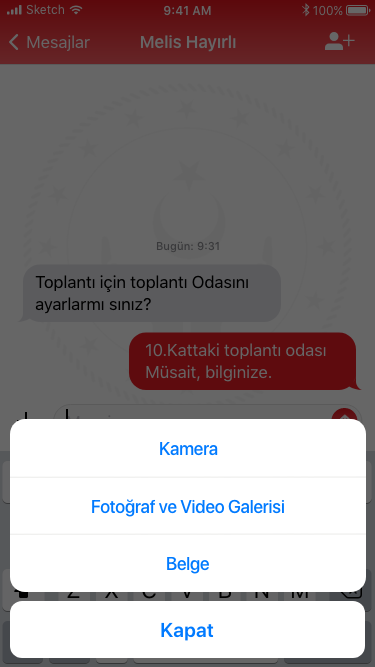 Sketch 9:41 AM 100%
Mesajlar Melis Hayırlı
Bugün: 9:31
Toplantı için toplantı Odasını
ayarlarmı sınız?
10.Kattaki toplantı odası
Müsait, bilginize.
Kamera
Fotoğraf ve Video Galerisi
Belge
Z X C V B N M
Kapat